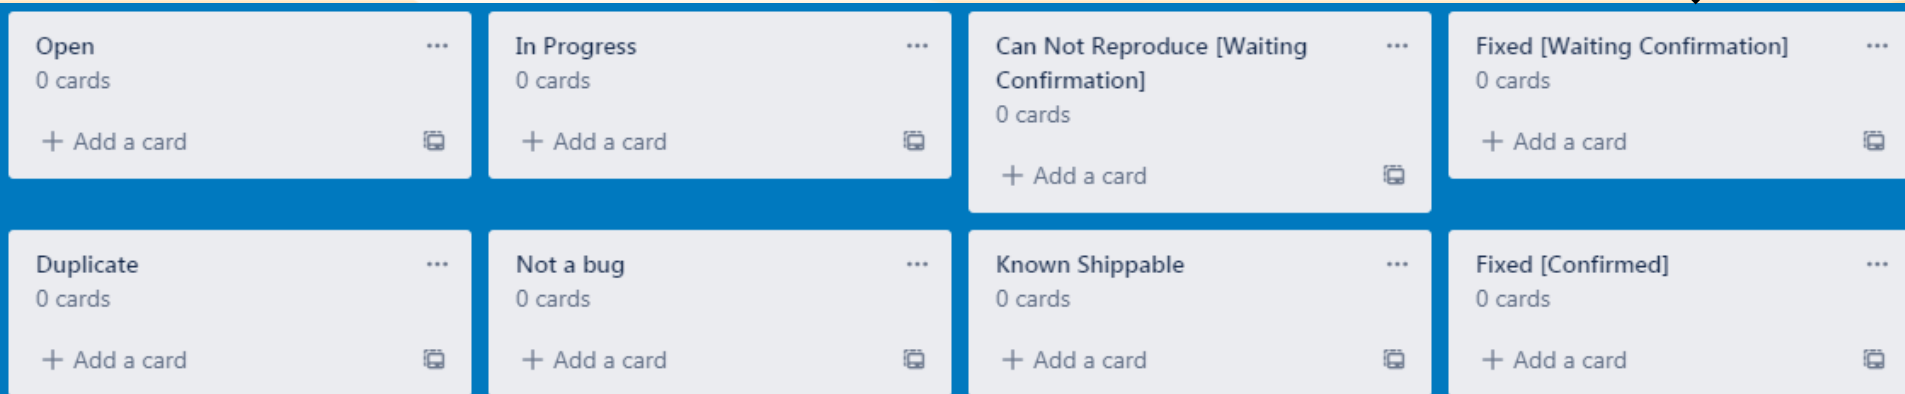 Open
0 cards
+ Add a card
In Progress
0 cards
+ Add a card
Can Not Reproduce [Waiting
Confirmation]
0 cards
+ Add a card
Fixed [Waiting Confirmation]
0 cards
+ Add a card
Duplicate
0 cards
+ Add a card
Not a bug
0 cards
+ Add a card
Known Shippable
0 cards
+ Add a card
Fixed [Confirmed]
0 cards
+ Add a card